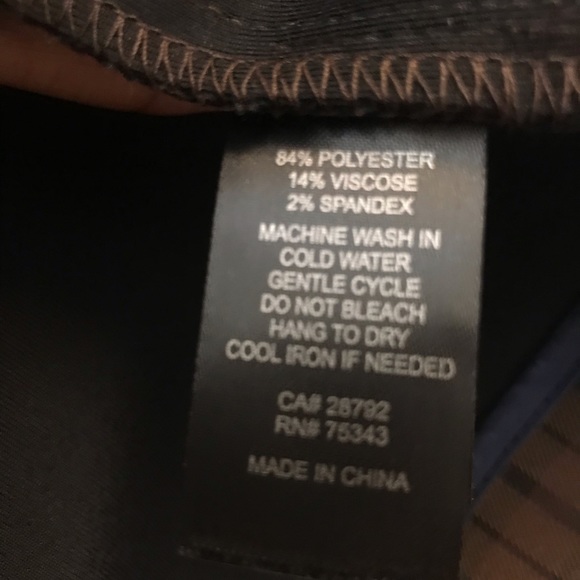 84% POLYESTER
14% VISCOSE
2% SPANDEX
MACHINE WASH IN
COLD WATER
GENTLE CYCLE
DO NOT BLEACH
HANG TO DRY
COOL IRON IF NEEDED
CA# 28792
RN# 75343
MADE IN CHINA